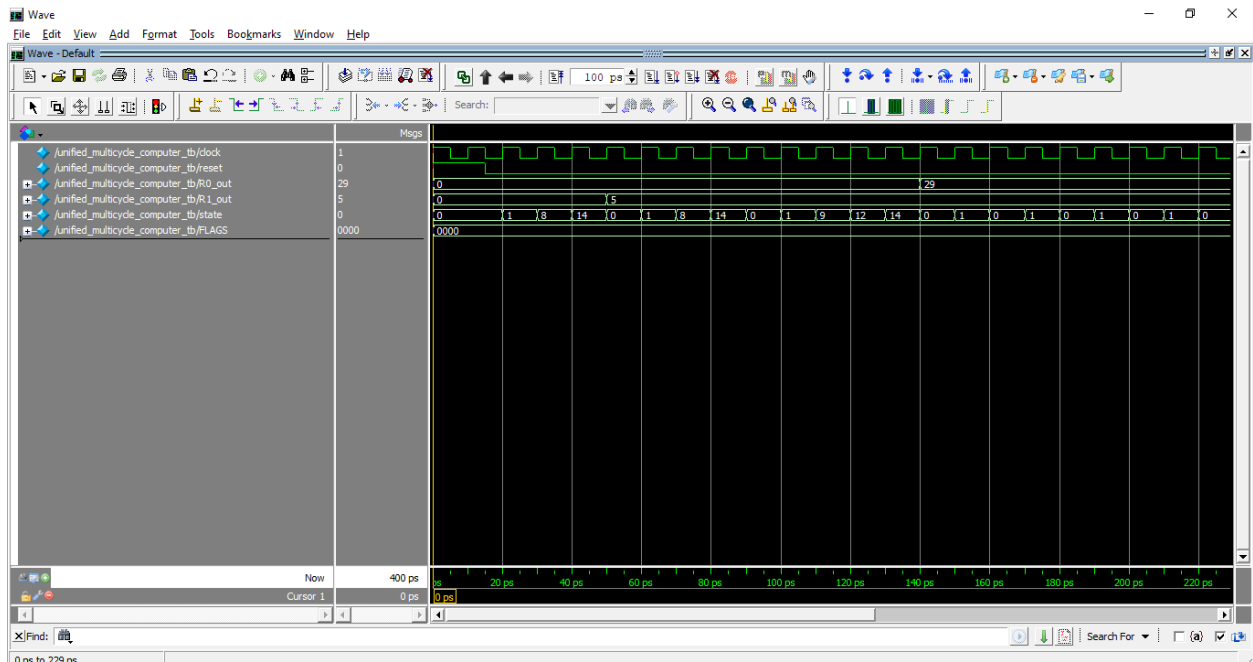 Wave
File Edit View Add Format Tools Bookmarks Window Help
Wave - Default
100 ps
Search:
Msgs
/unified_multicycle_computer_tb/clock 1
/unified_multicycle_computer_tb/reset 0
/unified_multicycle_computer_tb/R0_out 29 0 29
/unified_multicycle_computer_tb/R1_out 5 0 5
/unified_multicycle_computer_tb/state 0 0 1 8 14 0 1 8 14 0 1 9 12 14 0 1 0 1 0 1 0 1 0
/unified_multicycle_computer_tb/FLAGS 0000 0000
Now 400 ps ps 20 ps 40 ps 60 ps 80 ps 100 ps 120 ps 140 ps 160 ps 180 ps 200 ps 220 ps
Cursor 1 0 ps 0 ps
Find: Search For {a}
0 ps to 229 ps